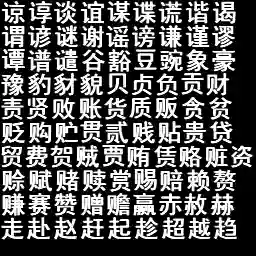 谅谆谈谊谋谍谎谐谒
谓谚谜谢谣谤谦谨谬
谭谱谴谷豁豆豌象豪
豫豹豺貌贝贞负贡财
责贤败账货质贩贪贫
贬购贮贯贰贱贴贵贷
贸费贺贼贾贿赁赂赃资
赊赋赌赎赏赐赔赖赘
赚赛赞赠赡赢赤赦赫
走赴赵赶起趁超越趋